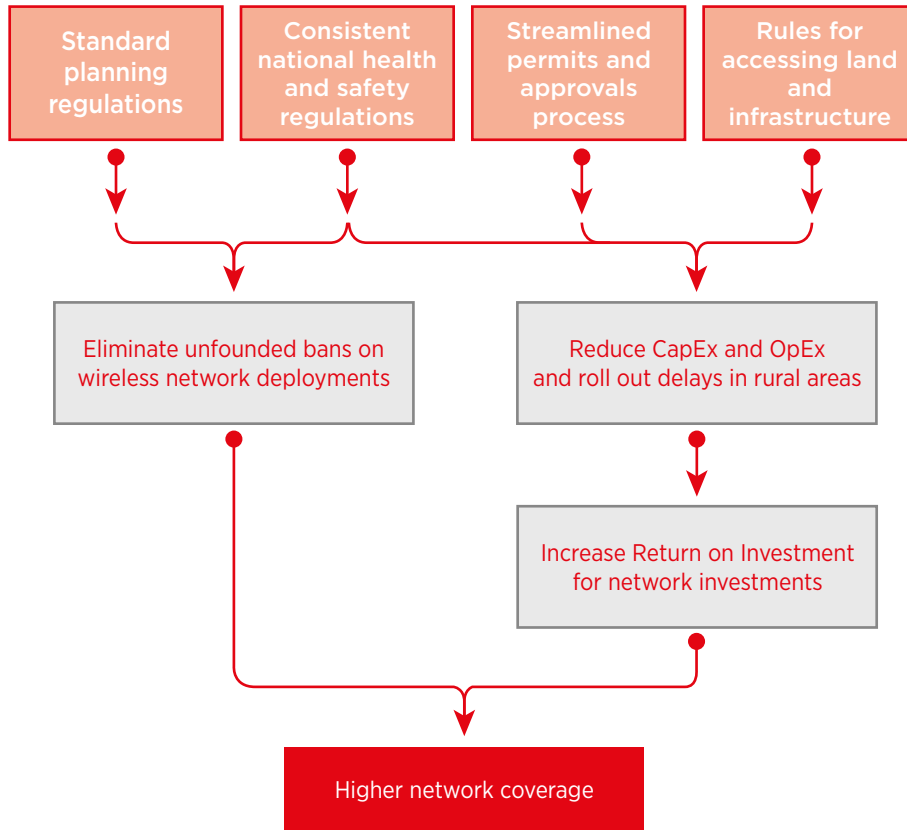 Standard
planning
regulations
Consistent
national health
and safety
regulations
Streamlined
permits and
approvals
process
Rules for
accessing land
and
infrastructure
Eliminate unfounded bans on
wireless network deployments
Reduce CapEx and OpEx
and roll out delays in rural areas
Increase Return on Investment
for network investments
Higher network coverage